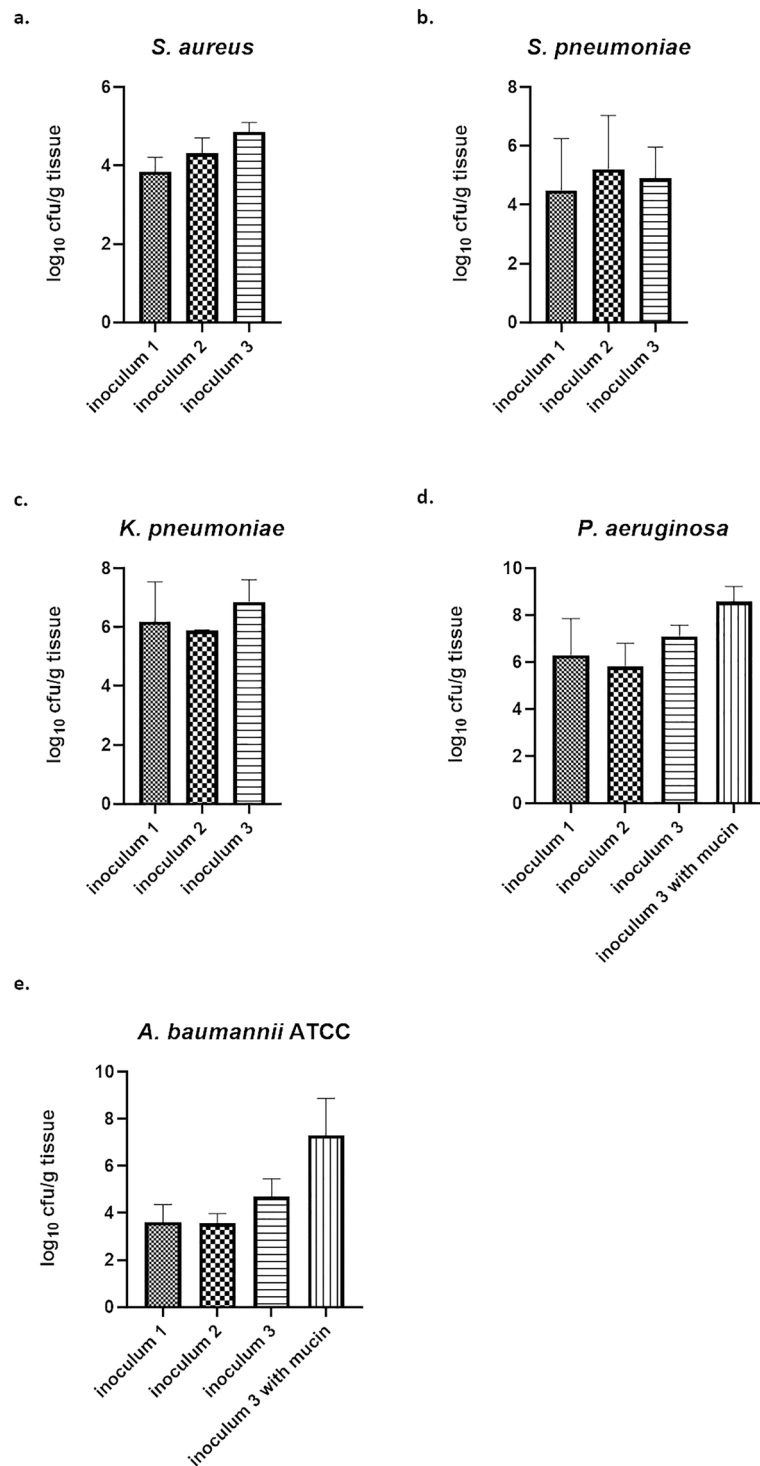 a.
S. aureus
log10 cfu/g tissue
6
4
2
0
inoculum 1
inoculum 2
inoculum 3
b.
S. pneumoniae
log10 cfu/g tissue
8
6
4
2
0
inoculum 1
inoculum 2
inoculum 3
c.
K. pneumoniae
log10 cfu/g tissue
8
6
4
2
0
inoculum 1
inoculum 2
inoculum 3
d.
P. aeruginosa
log10 cfu/g tissue
10
8
6
4
2
0
inoculum 1
inoculum 2
inoculum 3
inoculum 3 with mucin
e.
A. baumannii ATCC
log10 cfu/g tissue
10
8
6
4
2
0
inoculum 1
inoculum 2
inoculum 3
inoculum 3 with mucin